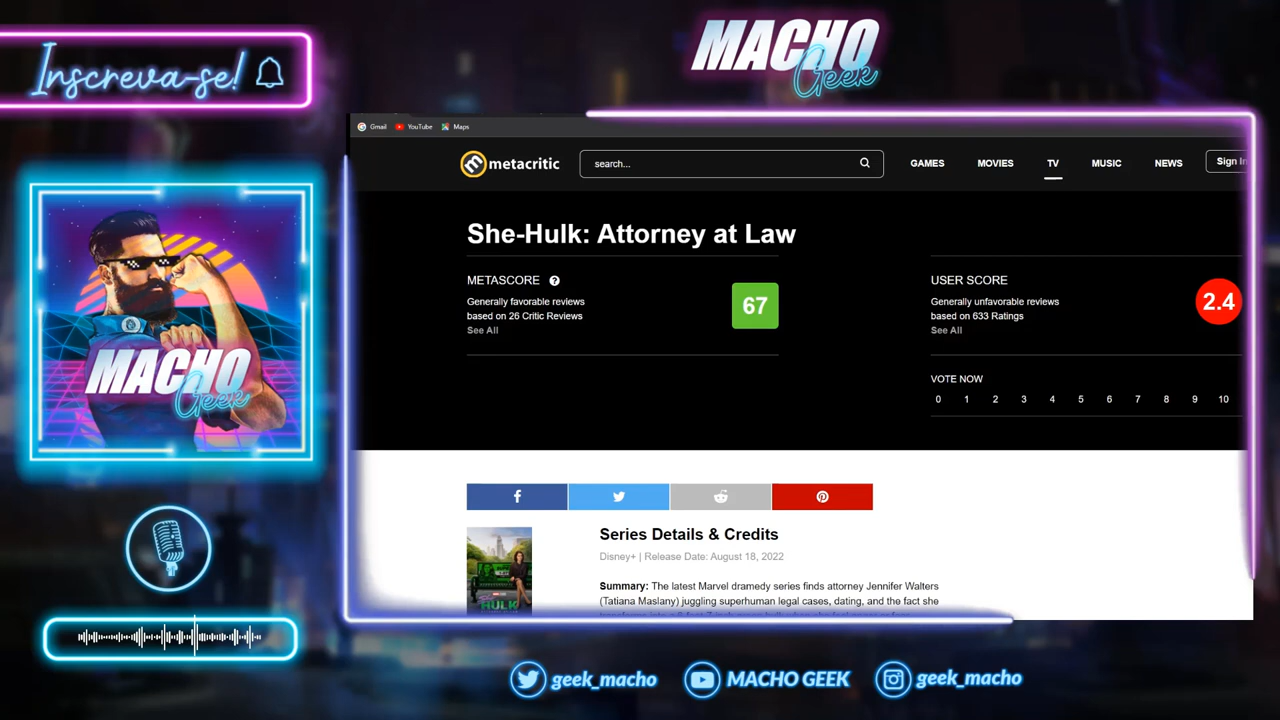 Inscreva-se!
MACHO
Geek
Gmail YouTube Maps
metacritic
search...
GAMES MOVIES TV MUSIC NEWS Sign In
She-Hulk: Attorney at Law
METASCORE
Generally favorable reviews
based on 26 Critic Reviews
See All
67
USER SCORE
Generally unfavorable reviews
based on 633 Ratings
See All
2.4
VOTE NOW
0 1 2 3 4 5 6 7 8 9 10
MACHO
Geek
Series Details & Credits
Disney+ | Release Date: August 18, 2022
Summary: The latest Marvel dramedy series finds attorney Jennifer Walters
(Tatiana Maslany) juggling superhuman legal cases, dating, and the fact she
HULK
geek_macho MACHO GEEK geek_macho